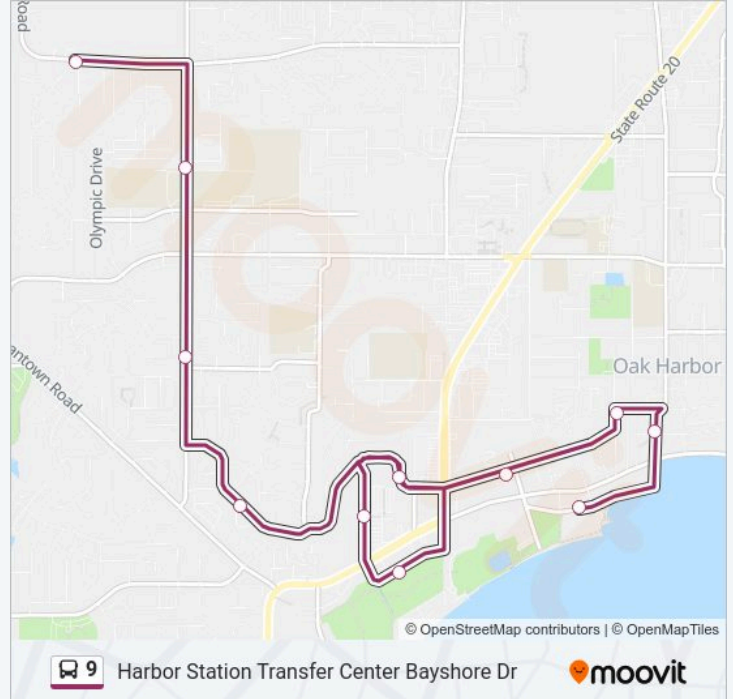 State Route 20
Olympic Drive
antown Road
Oak Harbor
© OpenStreetMap contributors | © OpenMapTiles
9 Harbor Station Transfer Center Bayshore Dr moovit